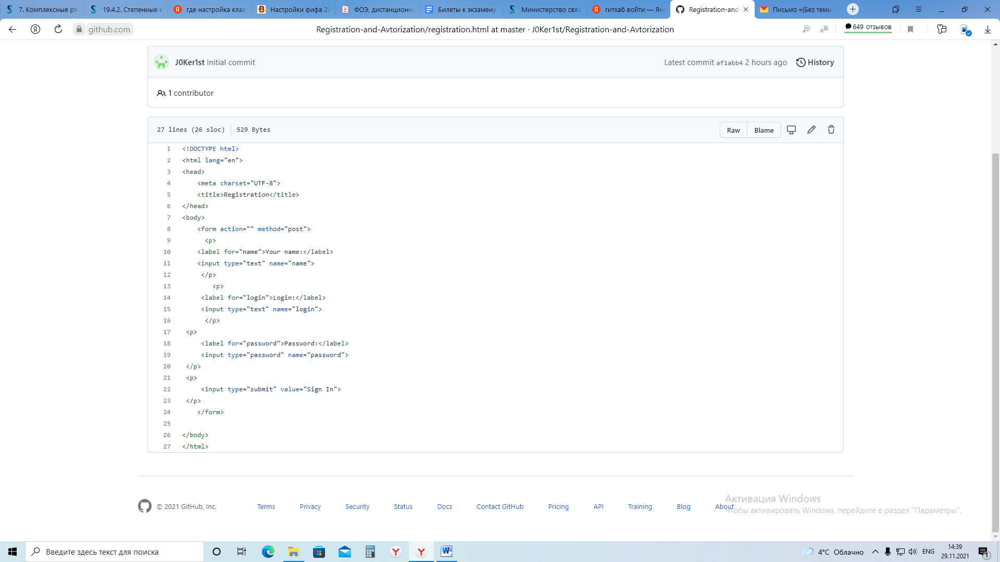 7. Комплексные ря
19.4.2. Степенные к
где настройка клав
Настройки фифа 22
ФОЭ, дистанционн
Билеты к экзамену
Министерство связ
гитхаб войти — Янд
Registration-and-
Письмо «(Без темы
github.com
Registration-and-Avtorization/registration.html at master · J0Ker1st/Registration-and-Avtorization
649 отзывов
J0Ker1st Initial commit
Latest commit af1abb4 2 hours ago
History
1 contributor
27 lines (26 sloc)
529 Bytes
Raw
Blame
1 <!DOCTYPE html>
2 <html lang="en">
3 <head>
4 <meta charset="UTF-8">
5 <title>Registration</title>
6 </head>
7 <body>
8 <form action="" method="post">
9 <p>
10 <label for="name">Your name:</label>
11 <input type="text" name="name">
12 </p>
13 <p>
14 <label for="login">Login:</label>
15 <input type="text" name="login">
16 </p>
17 <p>
18 <label for="password">Password:</label>
19 <input type="password" name="password">
20 </p>
21 <p>
22 <input type="submit" value="Sign In">
23 </p>
24 </form>
25
26 </body>
27 </html>
© 2021 GitHub, Inc.
Terms
Privacy
Security
Status
Docs
Contact GitHub
Pricing
API
Training
Blog
About
Активация Windows
Чтобы активировать Windows, перейдите в раздел "Параметры".
Введите здесь текст для поиска
4°C Облачно
ENG
14:39
29.11.2021
1